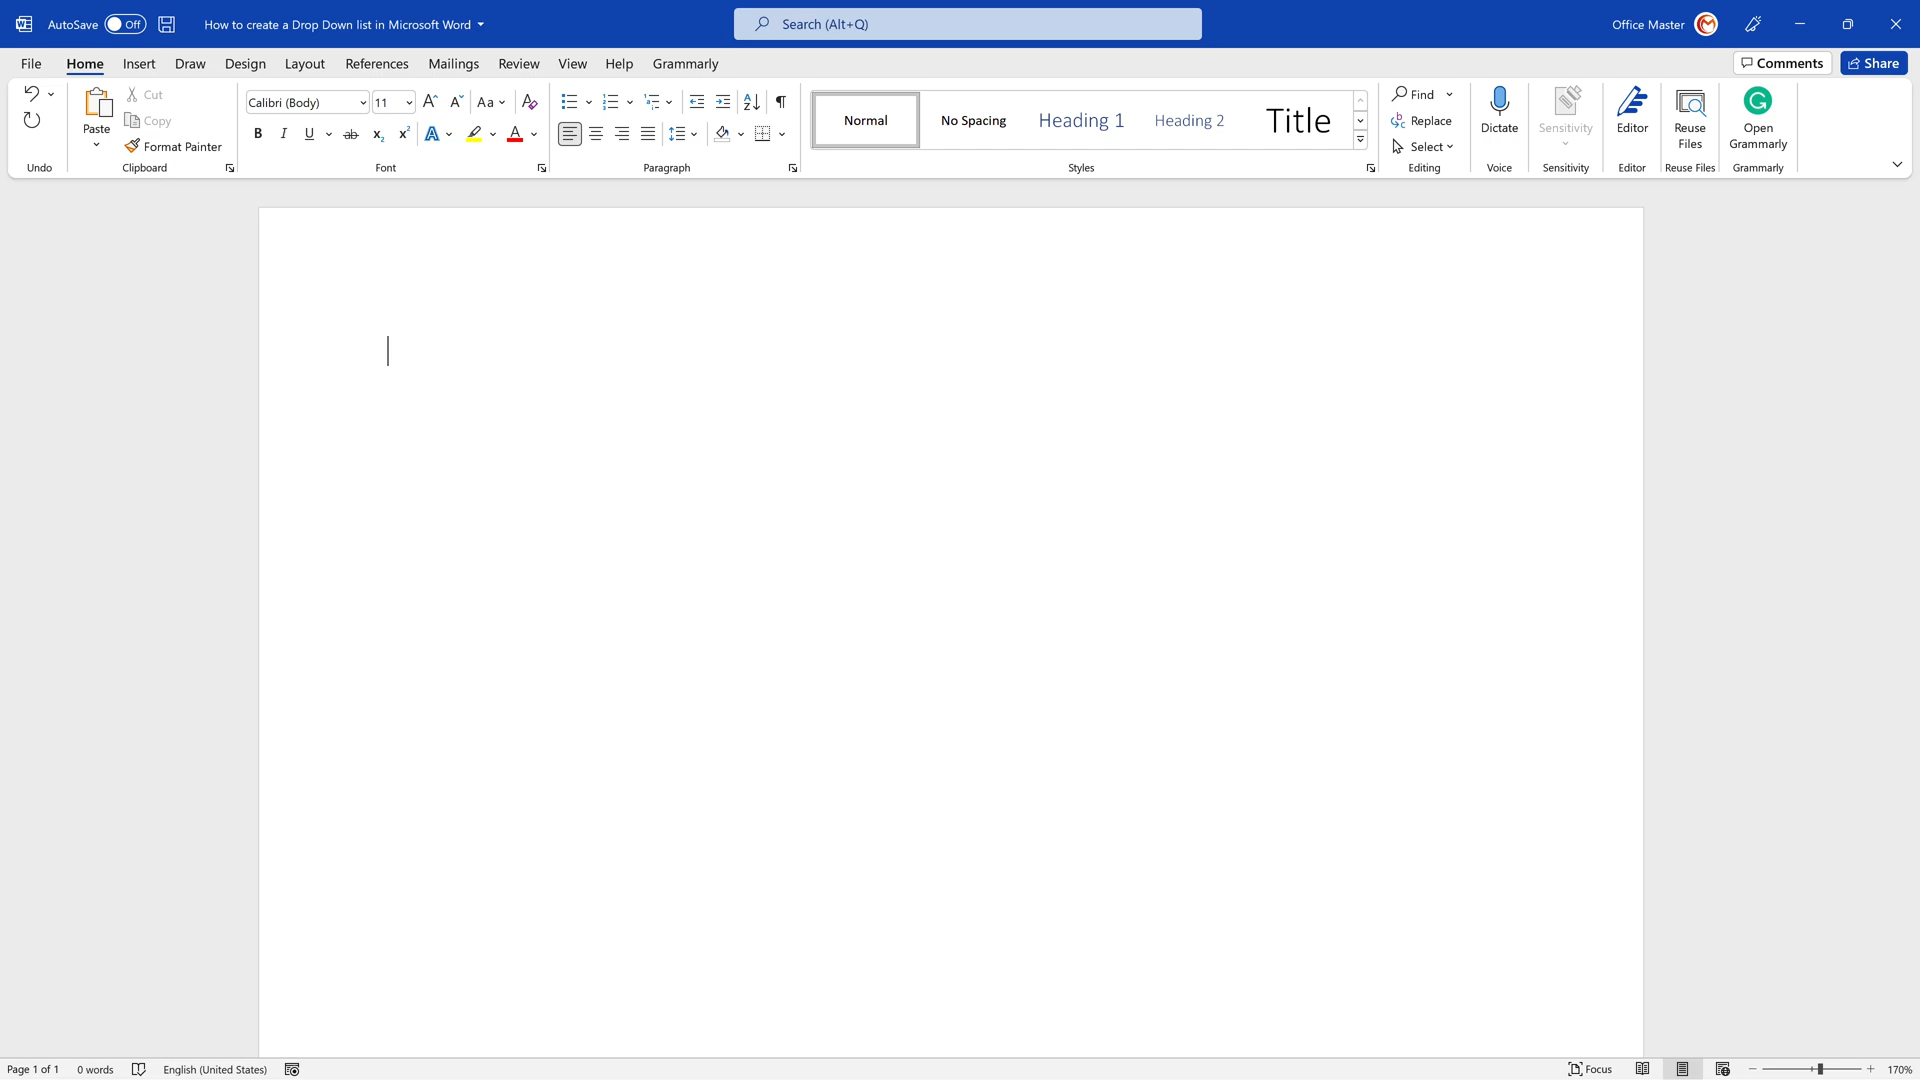 AutoSave Off How to create a Drop Down list in Microsoft Word Search (Alt+Q) Office Master
File Home Insert Draw Design Layout References Mailings Review View Help Grammarly Comments Share
Paste
Cut
Copy
Format Painter
Calibri (Body) 11
Normal
No Spacing
Heading 1
Heading 2
Title
Find
Replace
Select
Dictate
Sensitivity
Editor
Reuse
Files
Open
Grammarly
Undo Clipboard Font Paragraph Styles Editing Voice Sensitivity Editor Reuse Files Grammarly
Page 1 of 1 0 words English (United States) Focus 170%